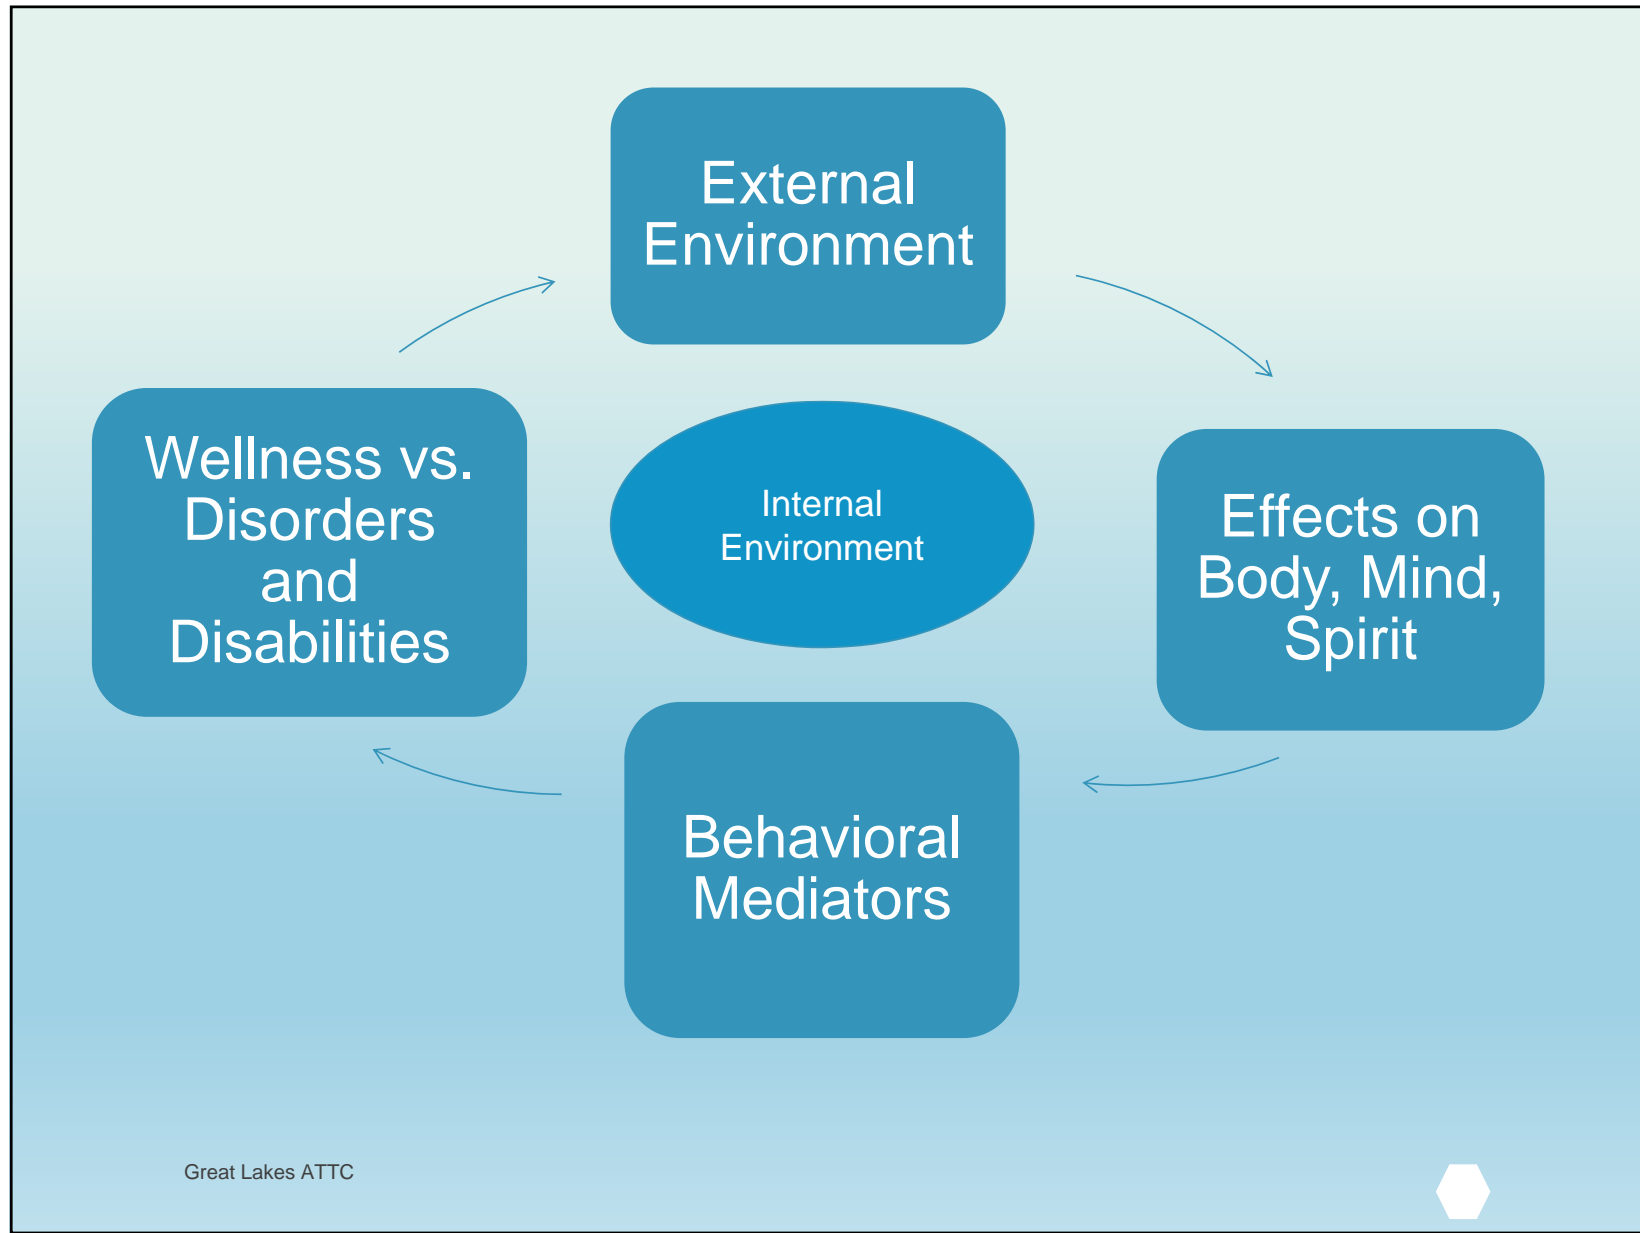 External
Environment
Wellness vs.
Disorders
and
Disabilities
Internal
Environment
Effects on
Body, Mind,
Spirit
Behavioral
Mediators
Great Lakes ATTC